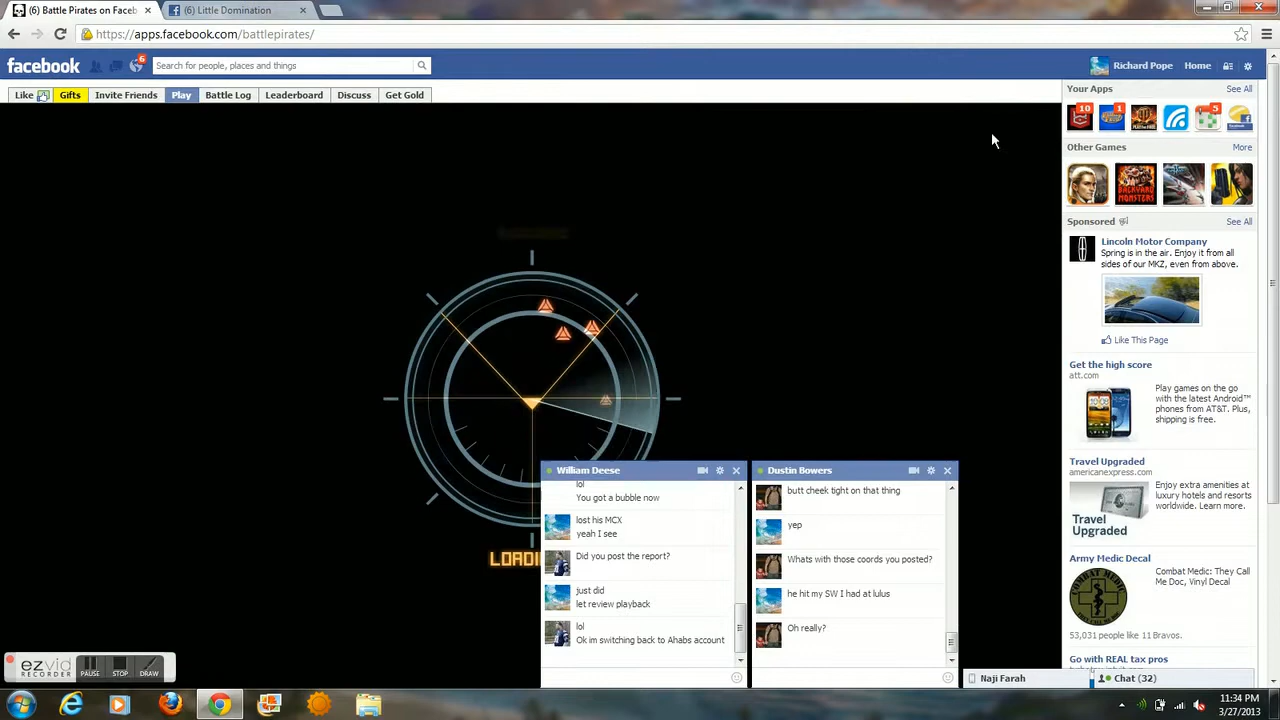 (6) Battle Pirates on Faceb
(6) Little Domination
https://apps.facebook.com/battlepirates/
facebook
6
Search for people, places and things
Richard Pope
Home
Like
Gifts
Invite Friends
Play
Battle Log
Leaderboard
Discuss
Get Gold
Your Apps
See All
10
1
5
Other Games
More
BACKYARD MONSTERS
Sponsored
See All
Lincoln Motor Company
Spring is in the air. Enjoy it from all
sides of our MKZ, even from above.
Like This Page
Get the high score
att.com
Play games on the go
with the latest Android™
phones from AT&T. Plus,
shipping is free.
Travel Upgraded
americanexpress.com
Travel
Upgraded
Enjoy extra amenities at
luxury hotels and resorts
worldwide. Learn more.
Army Medic Decal
Combat Medic: They Call
Me Doc, Vinyl Decal
53,031 people like 11 Bravos.
Go with REAL tax pros
LOADI
William Deese
lol
You got a bubble now
lost his MCX
yeah I see
Did you post the report?
just did
let review playback
lol
Ok im switching back to Ahabs account
Dustin Bowers
butt cheek tight on that thing
yep
Whats with those coords you posted?
he hit my SW I had at lulus
Oh really?
Naji Farah
Chat (32)
ezvid
RECORDER
PAUSE
STOP
DRAW
11:34 PM
3/27/2013